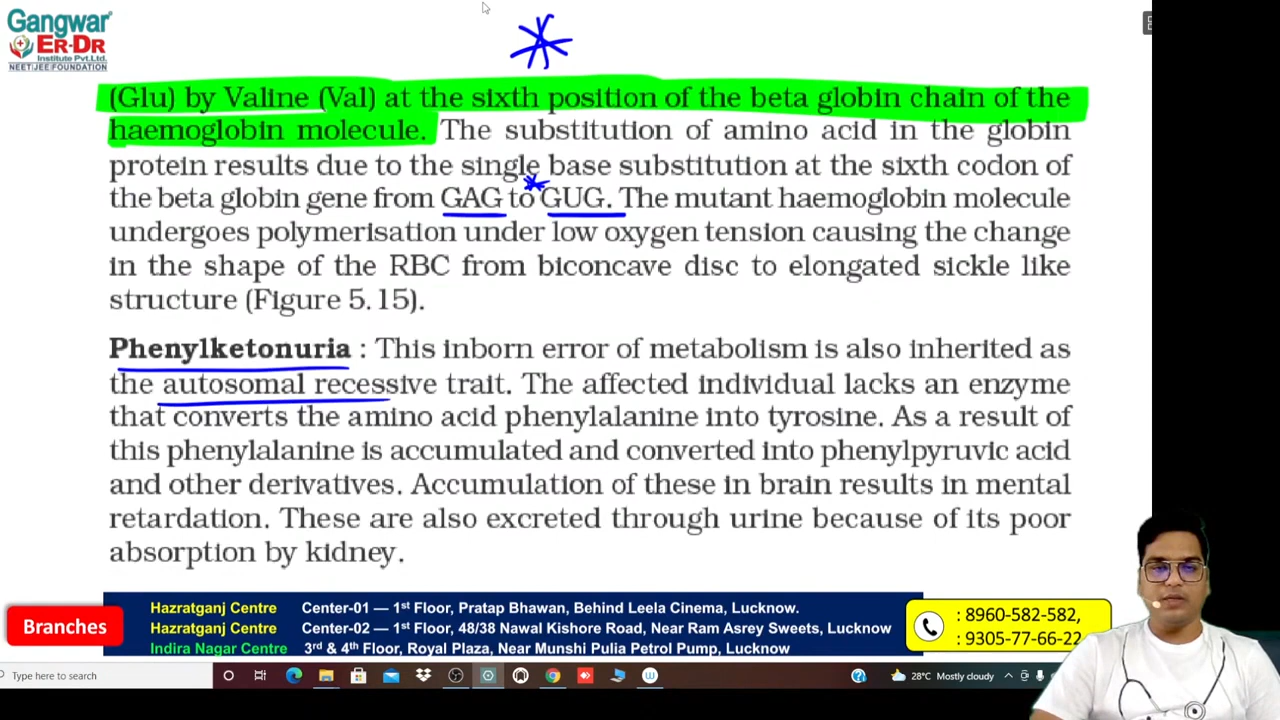 Gangwar
ER-DR
Institute Pvt.Ltd.
NEET|JEE|FOUNDATION
(Glu) by Valine (Val) at the sixth position of the beta globin chain of the
haemoglobin molecule. The substitution of amino acid in the globin
protein results due to the single base substitution at the sixth codon of
the beta globin gene from GAG to GUG. The mutant haemoglobin molecule
undergoes polymerisation under low oxygen tension causing the change
in the shape of the RBC from biconcave disc to elongated sickle like
structure (Figure 5.15).
Phenylketonuria : This inborn error of metabolism is also inherited as
the autosomal recessive trait. The affected individual lacks an enzyme
that converts the amino acid phenylalanine into tyrosine. As a result of
this phenylalanine is accumulated and converted into phenylpyruvic acid
and other derivatives. Accumulation of these in brain results in mental
retardation. These are also excreted through urine because of its poor
absorption by kidney.
Branches
Hazratganj Centre Center-01 — 1st Floor, Pratap Bhawan, Behind Leela Cinema, Lucknow.
Hazratganj Centre Center-02 — 1st Floor, 48/38 Nawal Kishore Road, Near Ram Asrey Sweets, Lucknow
Indira Nagar Centre 3rd & 4th Floor, Royal Plaza, Near Munshi Pulia Petrol Pump, Lucknow
: 8960-582-582,
: 9305-77-66-22
Type here to search
28°C Mostly cloudy